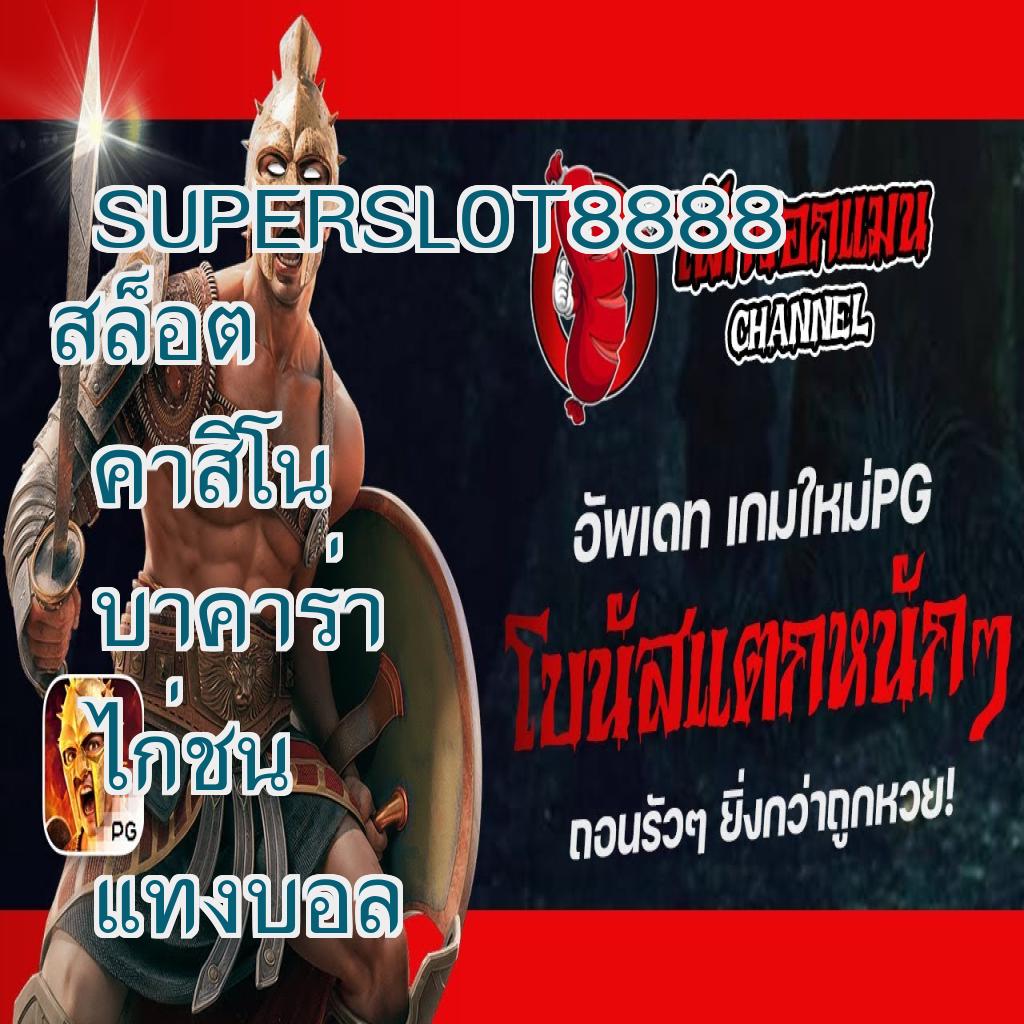 SUPERSLOT8888
สล็อต
คาสิโน
บาคาร่า
ไก่ชน
แทงบอล
CHANNEL
อัพเดท เกมใหม่PG
โบนัสแตกหนักๆ
ถอนรัวๆ ยิ่งกว่าถูกหวย!
PG